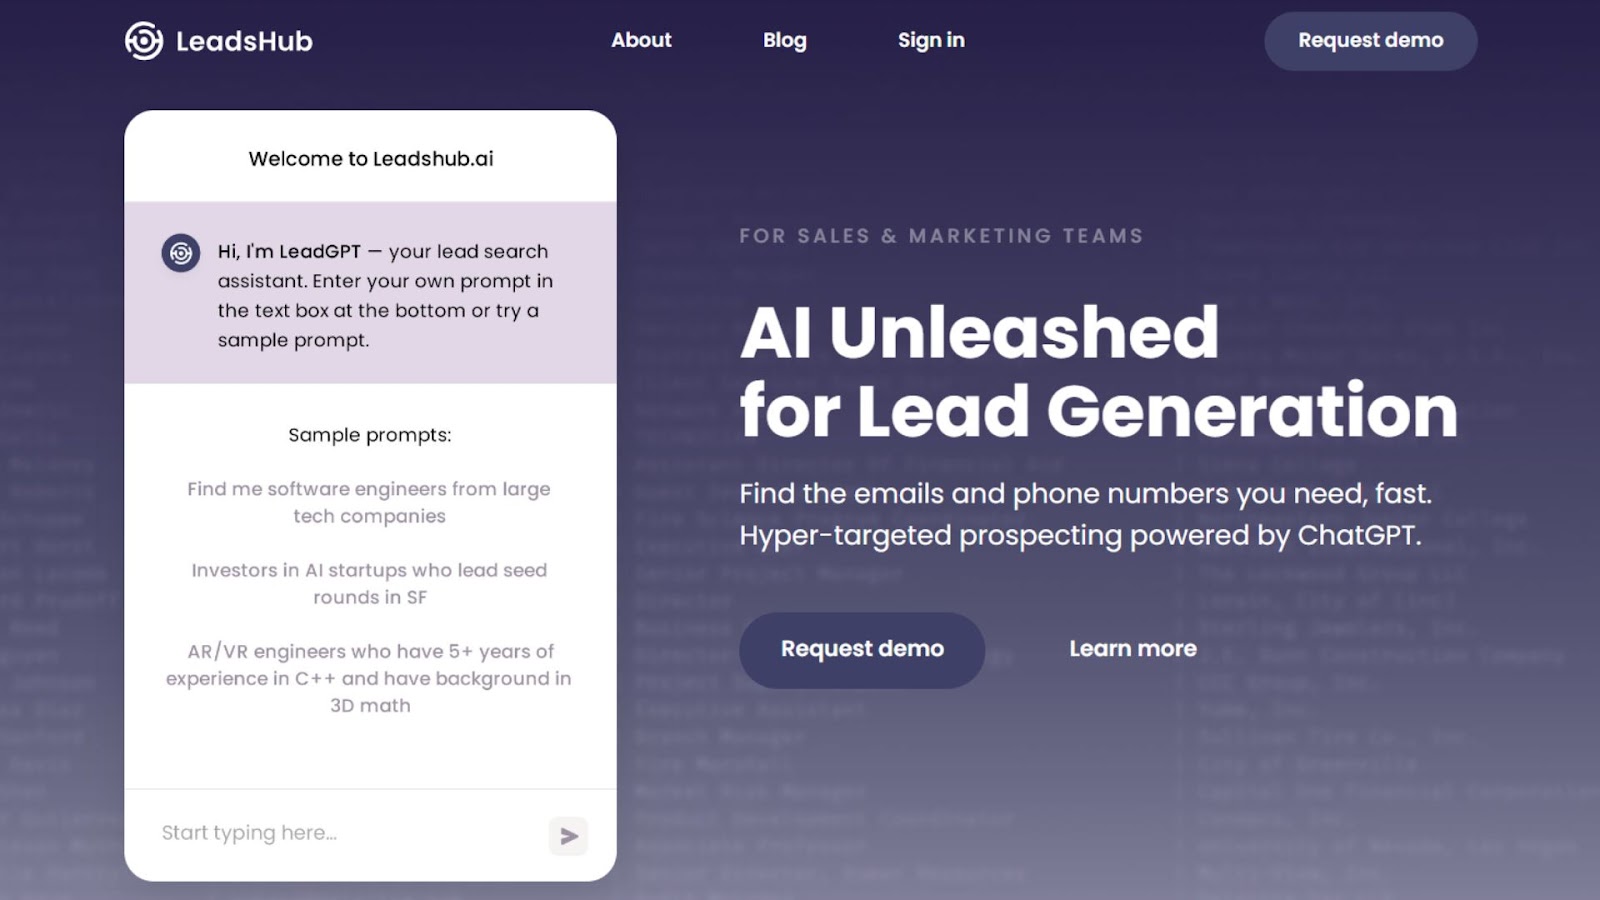 LeadsHub
About
Blog
Sign in
Request demo
Welcome to Leadshub.ai
Hi, I'm LeadGPT — your lead search
assistant. Enter your own prompt in
the text box at the bottom or try a
sample prompt.
Sample prompts:
Find me software engineers from large
tech companies
Investors in AI startups who lead seed
rounds in SF
AR/VR engineers who have 5+ years of
experience in C++ and have background in
3D math
Start typing here...
FOR SALES & MARKETING TEAMS
AI Unleashed
for Lead Generation
Find the emails and phone numbers you need, fast.
Hyper-targeted prospecting powered by ChatGPT.
Request demo
Learn more